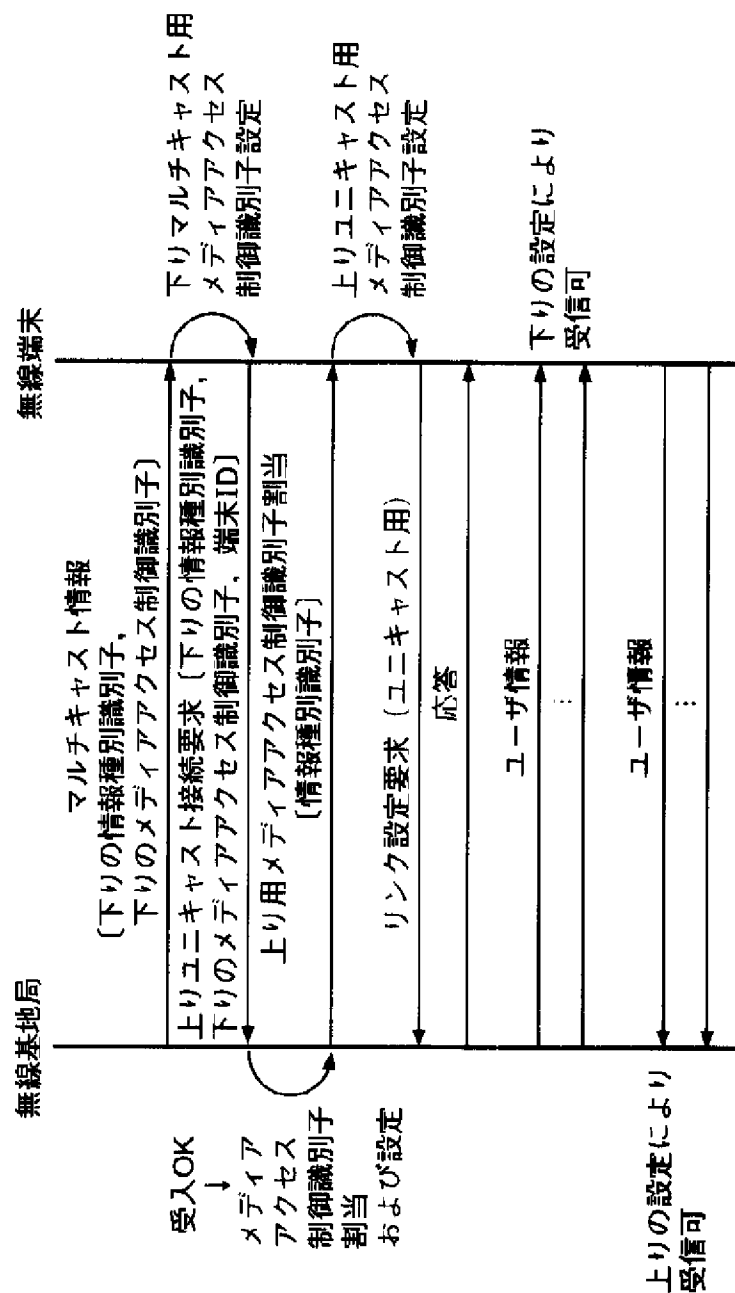 無線基地局
無線端末
マルチキャスト情報
〔下りの情報種別識別子,
下りのメディアアクセス制御識別子〕
下りマルチキャスト用
メディアアクセス
制御識別子設定
上りユニキャスト接続要求〔下りの情報種別識別子,
下りのメディアアクセス制御識別子, 端末ID〕
受入OK
↓
メディア
アクセス
制御識別子
割当
および設定
上り用メディアアクセス制御識別子割当
〔情報種別識別子〕
上りユニキャスト用
メディアアクセス
制御識別子設定
リンク設定要求(ユニキャスト用)
応答
ユーザ情報
…
下りの設定により
受信可
ユーザ情報
…
上りの設定により
受信可